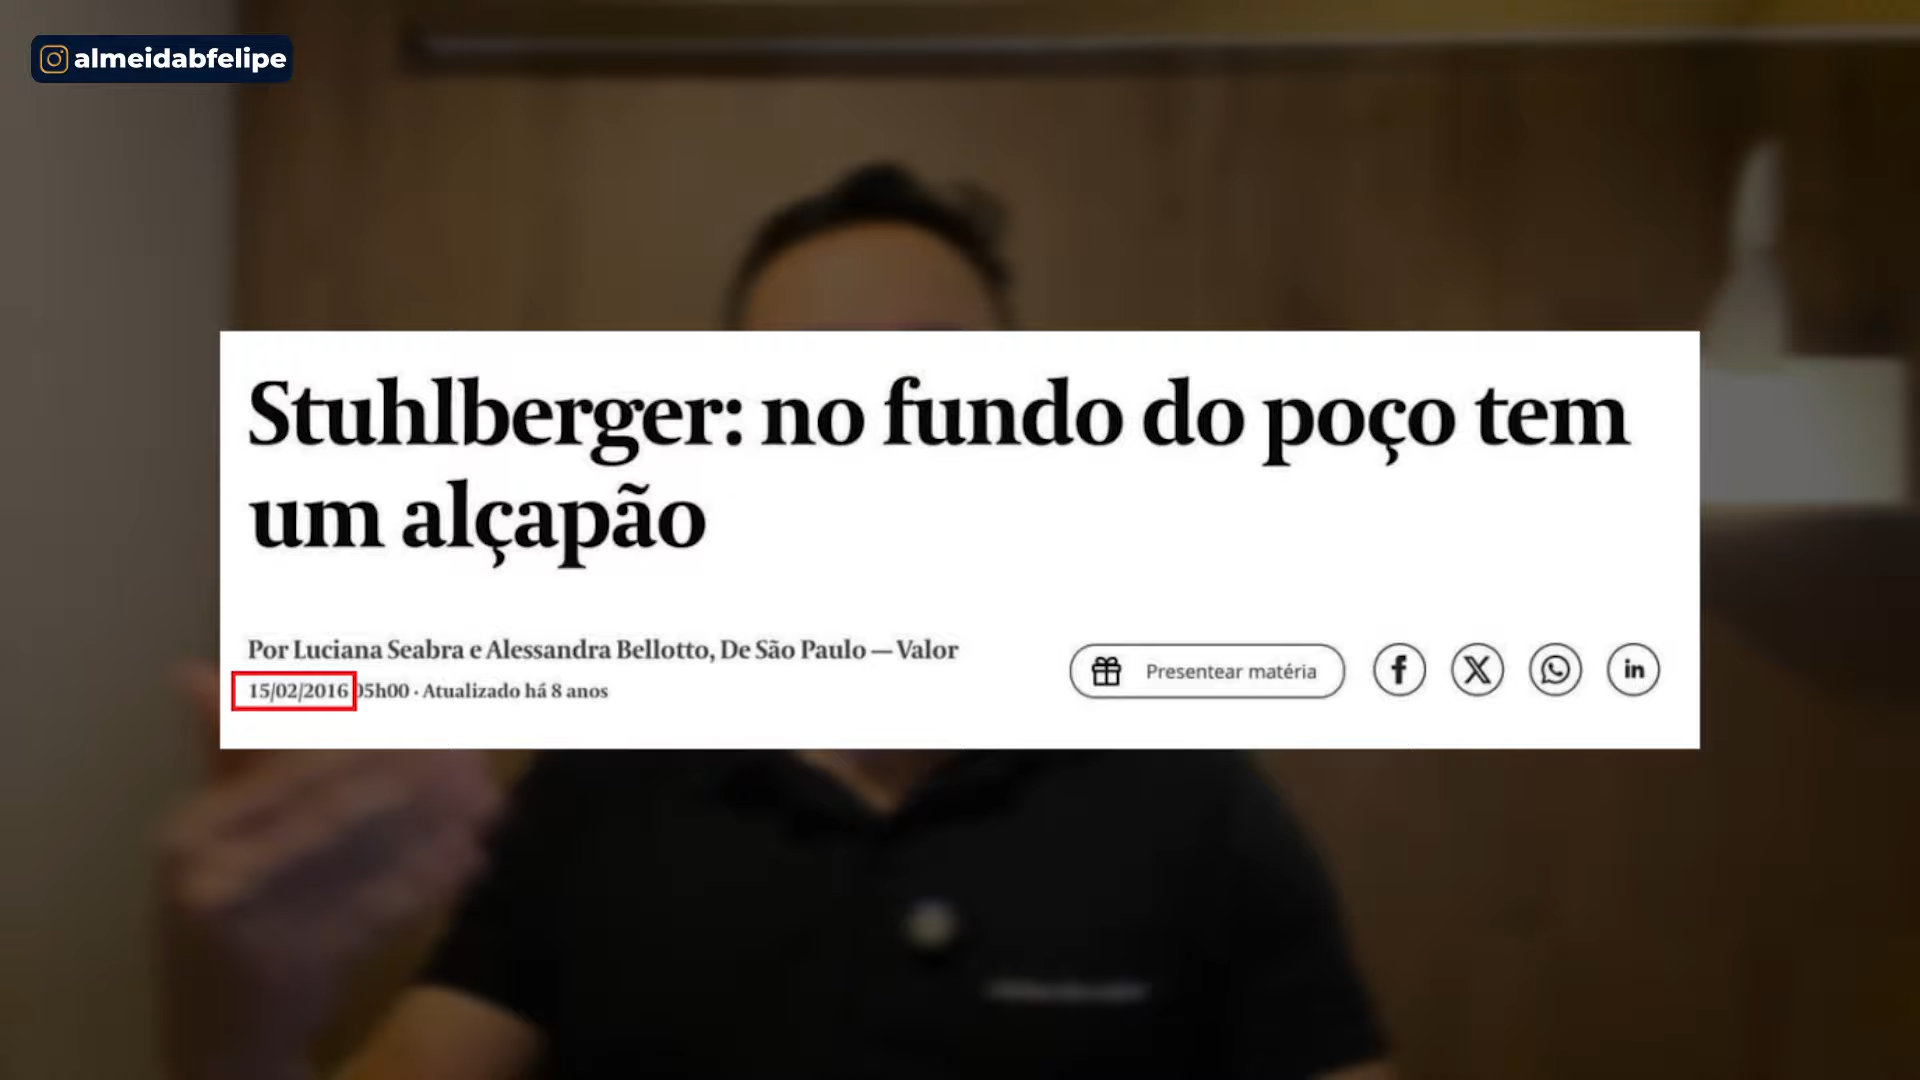 almeidabfelipe
Stuhlberger: no fundo do poço tem
um alçapão
Por Luciana Seabra e Alessandra Bellotto, De São Paulo — Valor
15/02/2016 05h00 · Atualizado há 8 anos
Presentear matéria